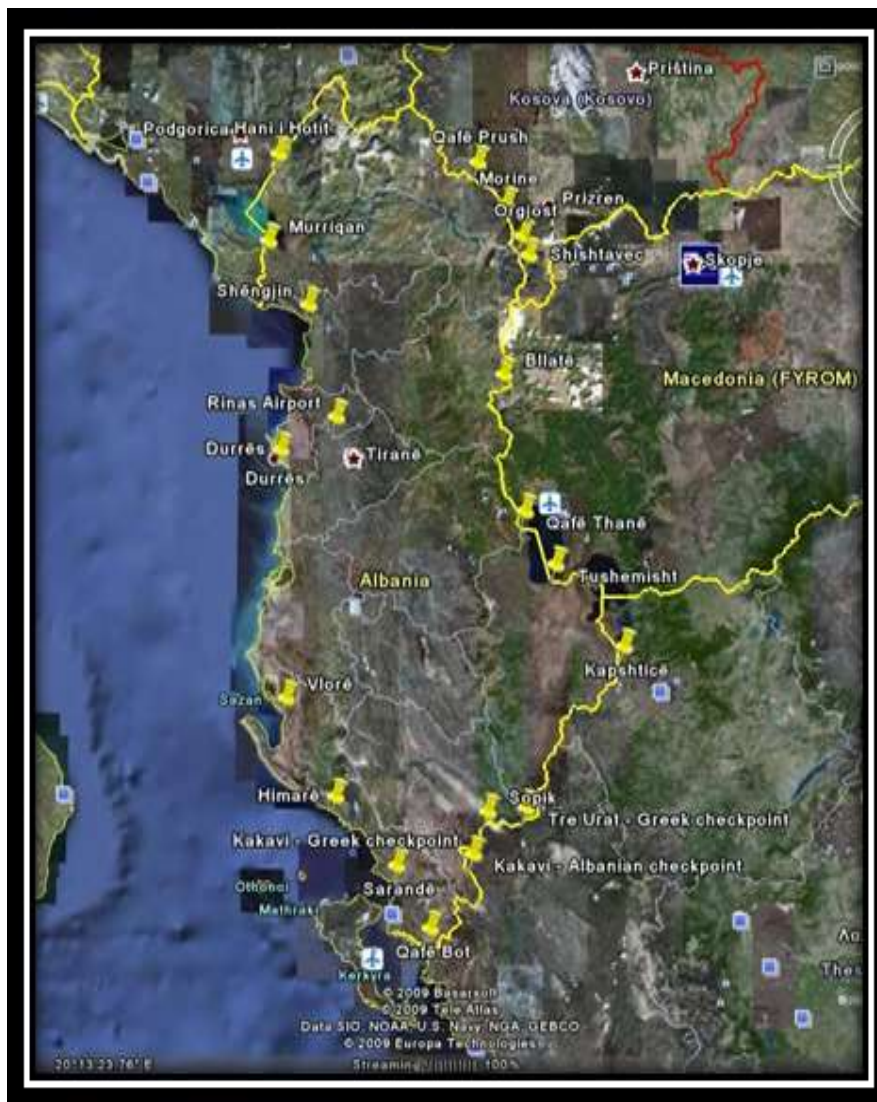 Priština
Kosova (Kosovo)
Podgorica Hani i Hotit
Qafë Prush
Morine
Prizren
Orgjost
Murriqan
Shishtavec
Skopje
Shëngjin
Bllatë
Macedonia (FYROM)
Rinas Airport
Durrës
Tiranë
Durrës
Qafë Thanë
Albania
Tushemisht
Kapshticë
Vlorë
Sazan
Himarë
Sopik
Tre Urat - Greek checkpoint
Kakavi - Greek checkpoint
Kakavi - Albanian checkpoint
Othonoi
Sarandë
Mathraki
Qafë Bot
Kerkyra
© 2009 Basarsoft
© 2009 Tele Atlas
Data SIO, NOAA, U.S. Navy, NGA, GEBCO
© 2009 Europa Technologies
Streaming ||||||||| 100%